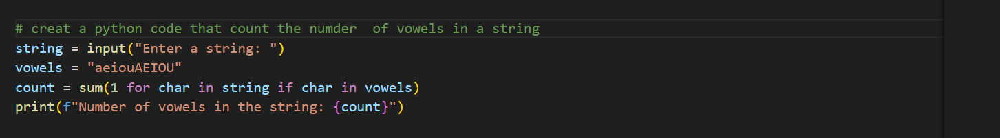 # creat a python code that count the numder  of vowels in a string
string = input("Enter a string: ")
vowels = "aeiouAEIOU"
count = sum(1 for char in string if char in vowels)
print(f"Number of vowels in the string: {count}")